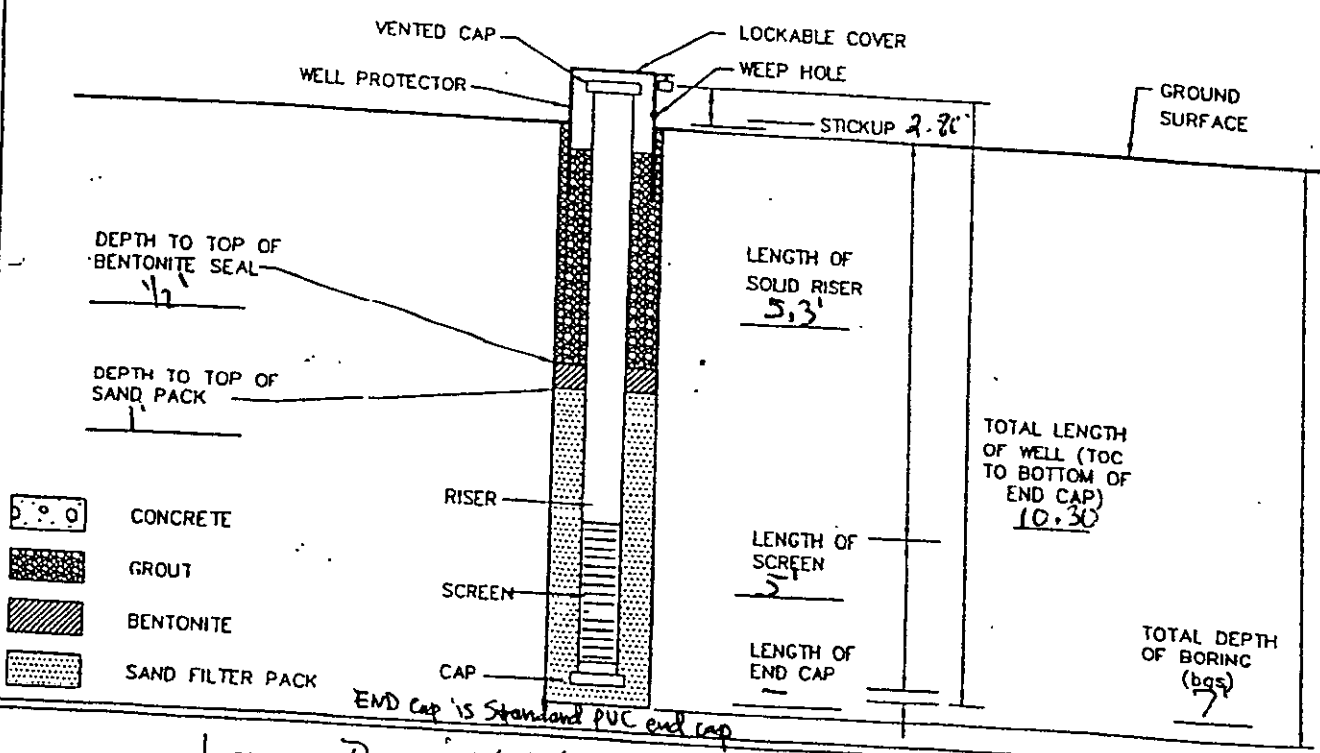 VENTED CAP
LOCKABLE COVER
WELL PROTECTOR
WEEP HOLE
GROUND
SURFACE
STICKUP
DEPTH TO TOP OF
BENTONITE SEAL
LENGTH OF
SOLID RISER
5.3'
DEPTH TO TOP OF
SAND PACK
1'
TOTAL LENGTH
OF WELL (TOC
TO BOTTOM OF
END CAP)
10.30
RISER
CONCRETE
GROUT
BENTONITE
SAND FILTER PACK
SCREEN
CAP
LENGTH OF
SCREEN
5'
LENGTH OF
END CAP
-
TOTAL DEPTH
OF BORING
(bgs)
7'
END cap is Standard PVC end cap